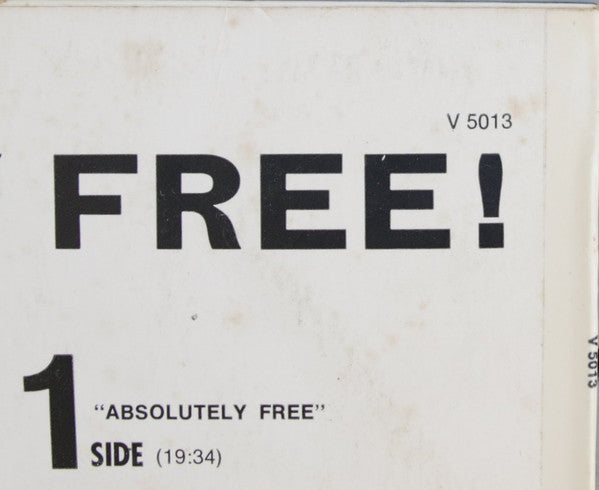 V 5013
FREE!
1
“ABSOLUTELY FREE”
SIDE (19:34)
V 5013